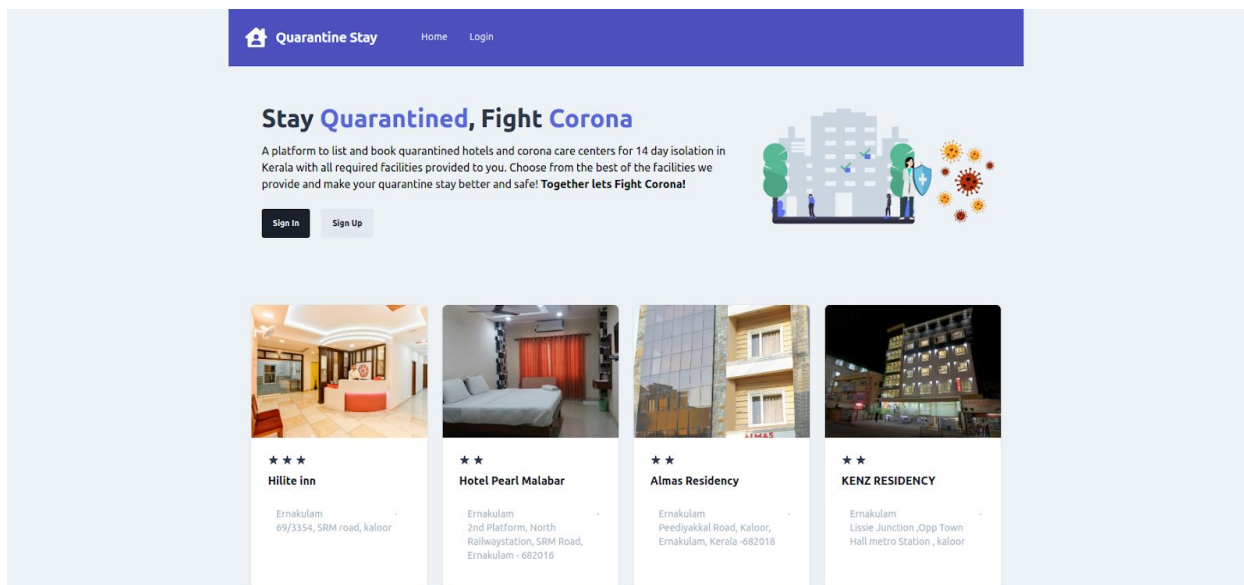 Quarantine Stay Home Login
Stay Quarantined, Fight Corona
A platform to list and book quarantined hotels and corona care centers for 14 day isolation in
Kerala with all required facilities provided to you. Choose from the best of the facilities we
provide and make your quarantine stay better and safe! Together lets Fight Corona!
Sign In Sign Up
ALMAS
★ ★ ★
Hilite inn
Ernakulam -
69/3354, SRM road, kaloor
★ ★
Hotel Pearl Malabar
Ernakulam -
2nd Platform, North
Railwaystation, SRM Road,
Ernakulam - 682016
★ ★
Almas Residency
Ernakulam -
Peediyakkal Road, Kaloor,
Ernakulam, Kerala -682018
★ ★
KENZ RESIDENCY
Ernakulam -
Lissie Junction ,Opp Town
Hall metro Station , kaloor